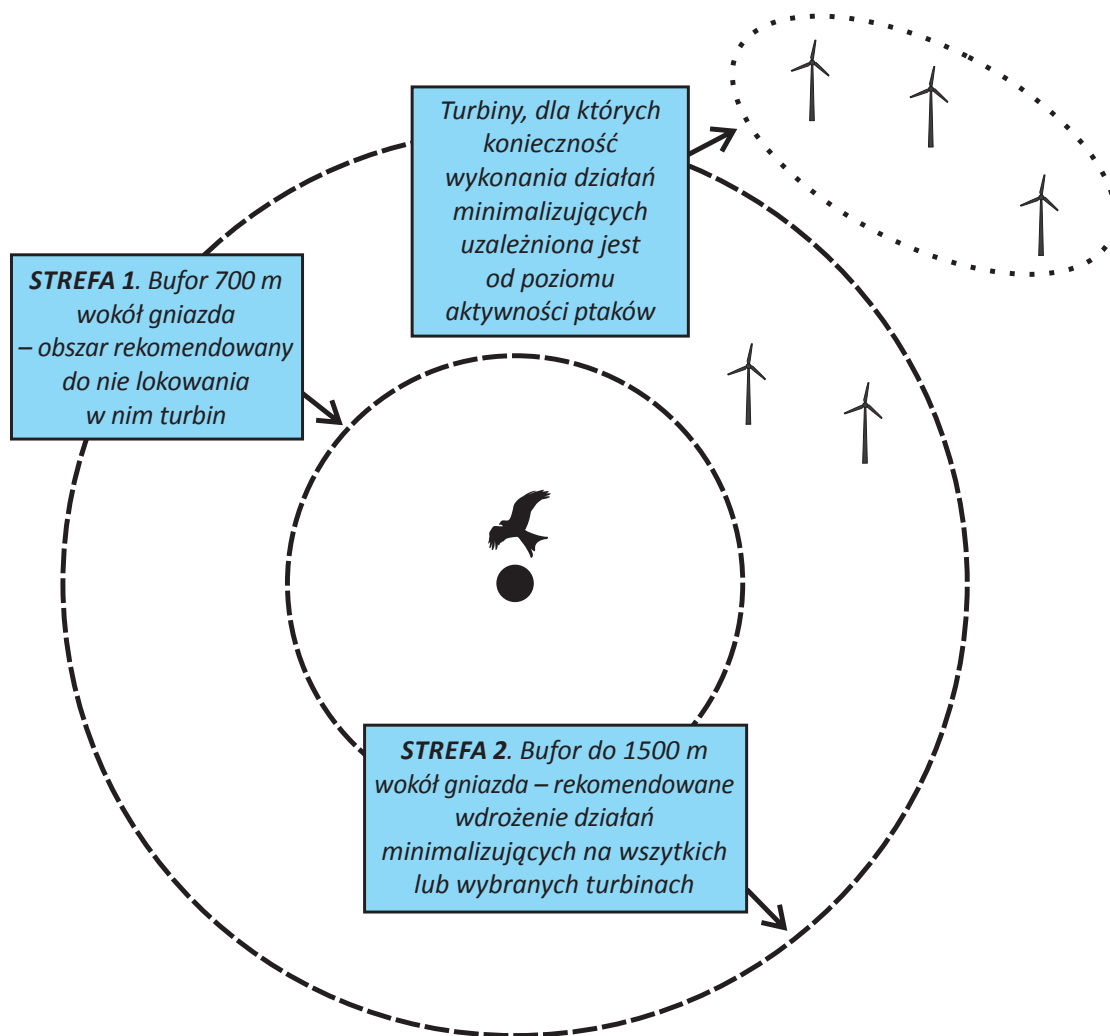 Turbiny, dla których
konieczność
wykonania działań
minimalizujących
uzależniona jest
od poziomu
aktywności ptaków
STREFA 1. Bufor 700 m
wokół gniazda
– obszar rekomendowany
do nie lokowania
w nim turbin
STREFA 2. Bufor do 1500 m
wokół gniazda – rekomendowane
wdrożenie działań
minimalizujących na wszytkich
lub wybranych turbinach